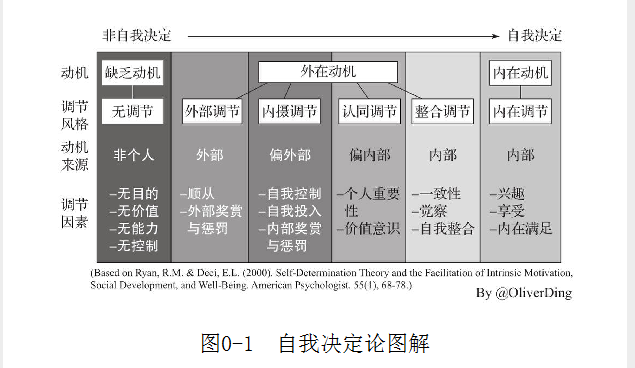 非自我决定 自我决定
动机 缺乏动机 外在动机 内在动机
调节
风格
无调节 外部调节 内摄调节 认同调节 整合调节 内在调节
动机
来源
非个人 外部 偏外部 偏内部 内部 内部
调节
因素
–无目的
–无价值
–无能力
–无控制
–顺从
–外部奖赏
与惩罚
–自我控制
–自我投入
–内部奖赏
与惩罚
–个人重要
性
–价值意识
–一致性
–觉察
–自我整合
–兴趣
–享受
–内在满足
(Based on Ryan, R.M. & Deci, E.L. (2000). Self-Determination Theory and the Facilitation of Intrinsic Motivation,
Social Development, and Well-Being. American Psychologist. 55(1), 68-78.)
By @OliverDing
图0-1 自我决定论图解